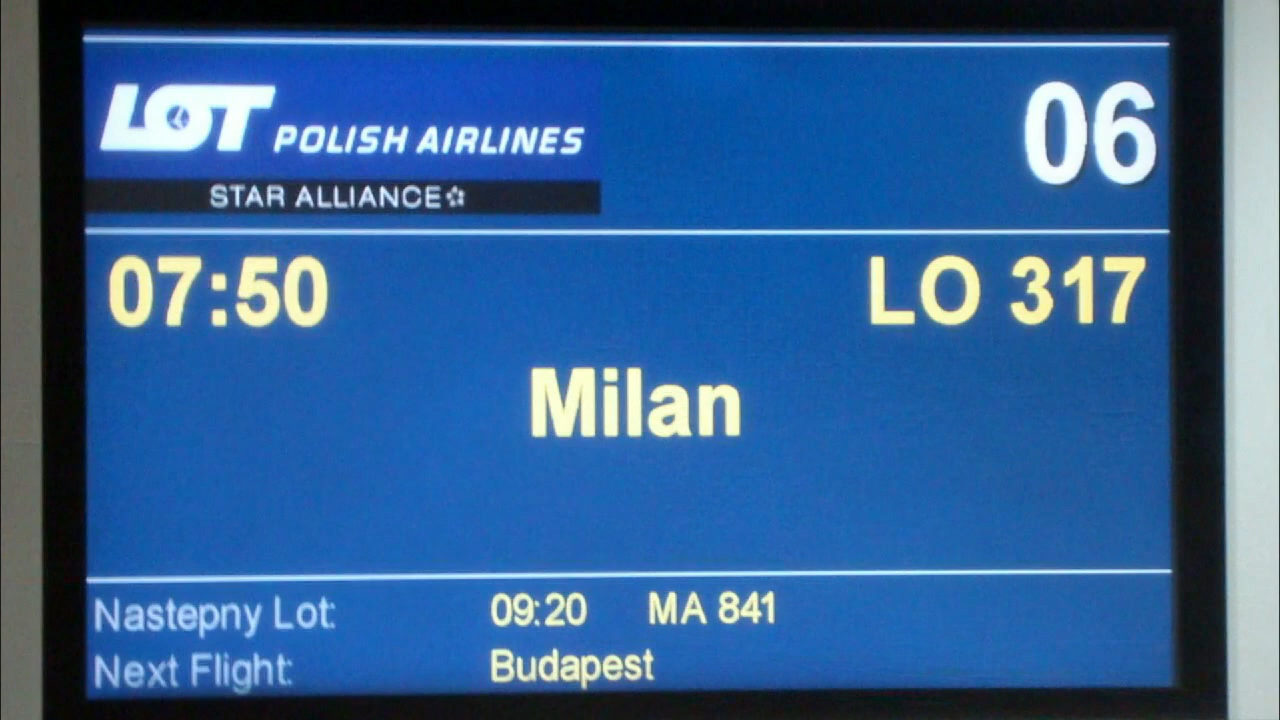 LOT POLISH AIRLINES 06
STAR ALLIANCE
07:50 LO 317
Milan
Nastepny Lot: 09:20 MA 841
Next Flight: Budapest